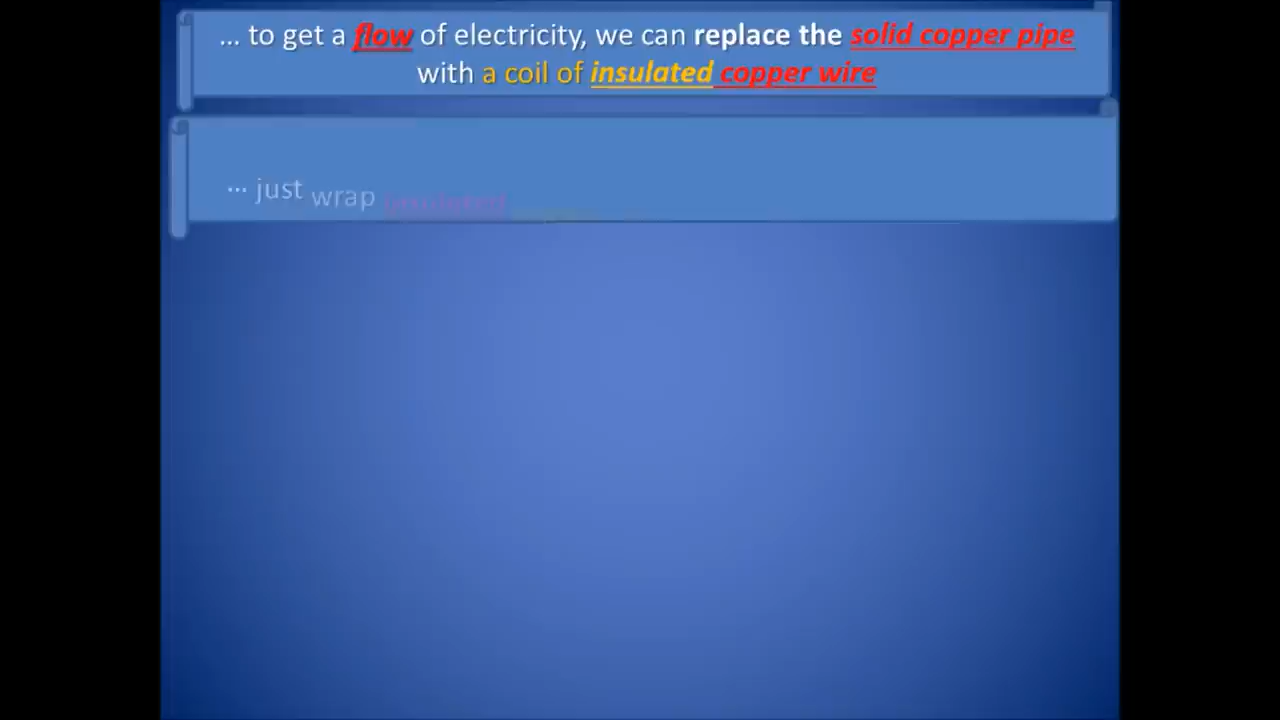 ... to get a flow of electricity, we can replace the solid copper pipe
with a coil of insulated copper wire
... just wrap insulated